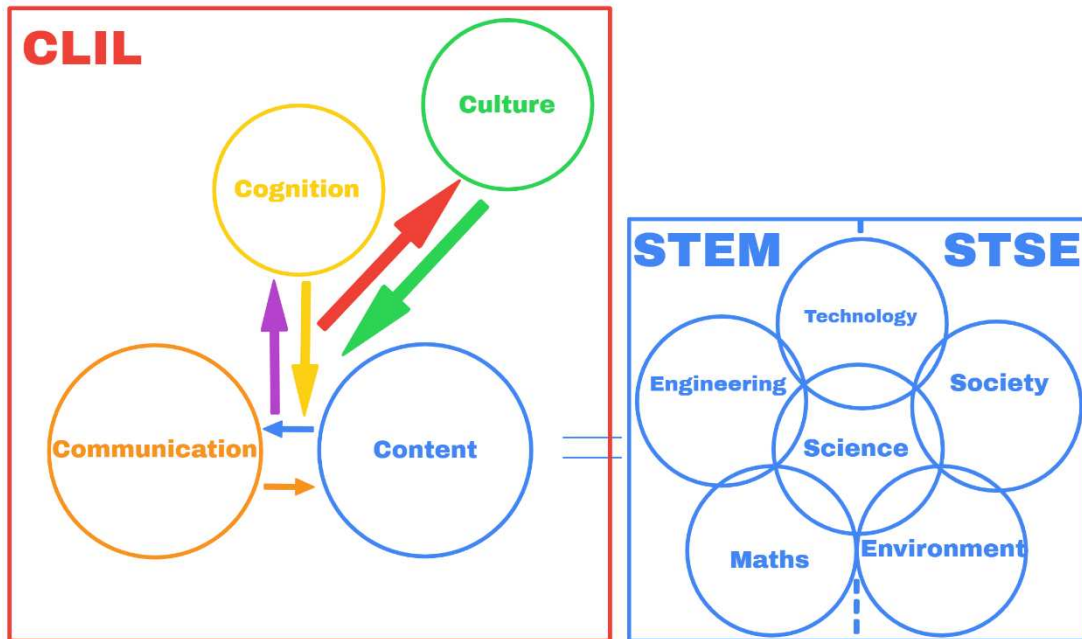 CLIL
Culture
Cognition
Communication
Content
STEM
STSE
Technology
Engineering
Society
Science
Maths
Environment